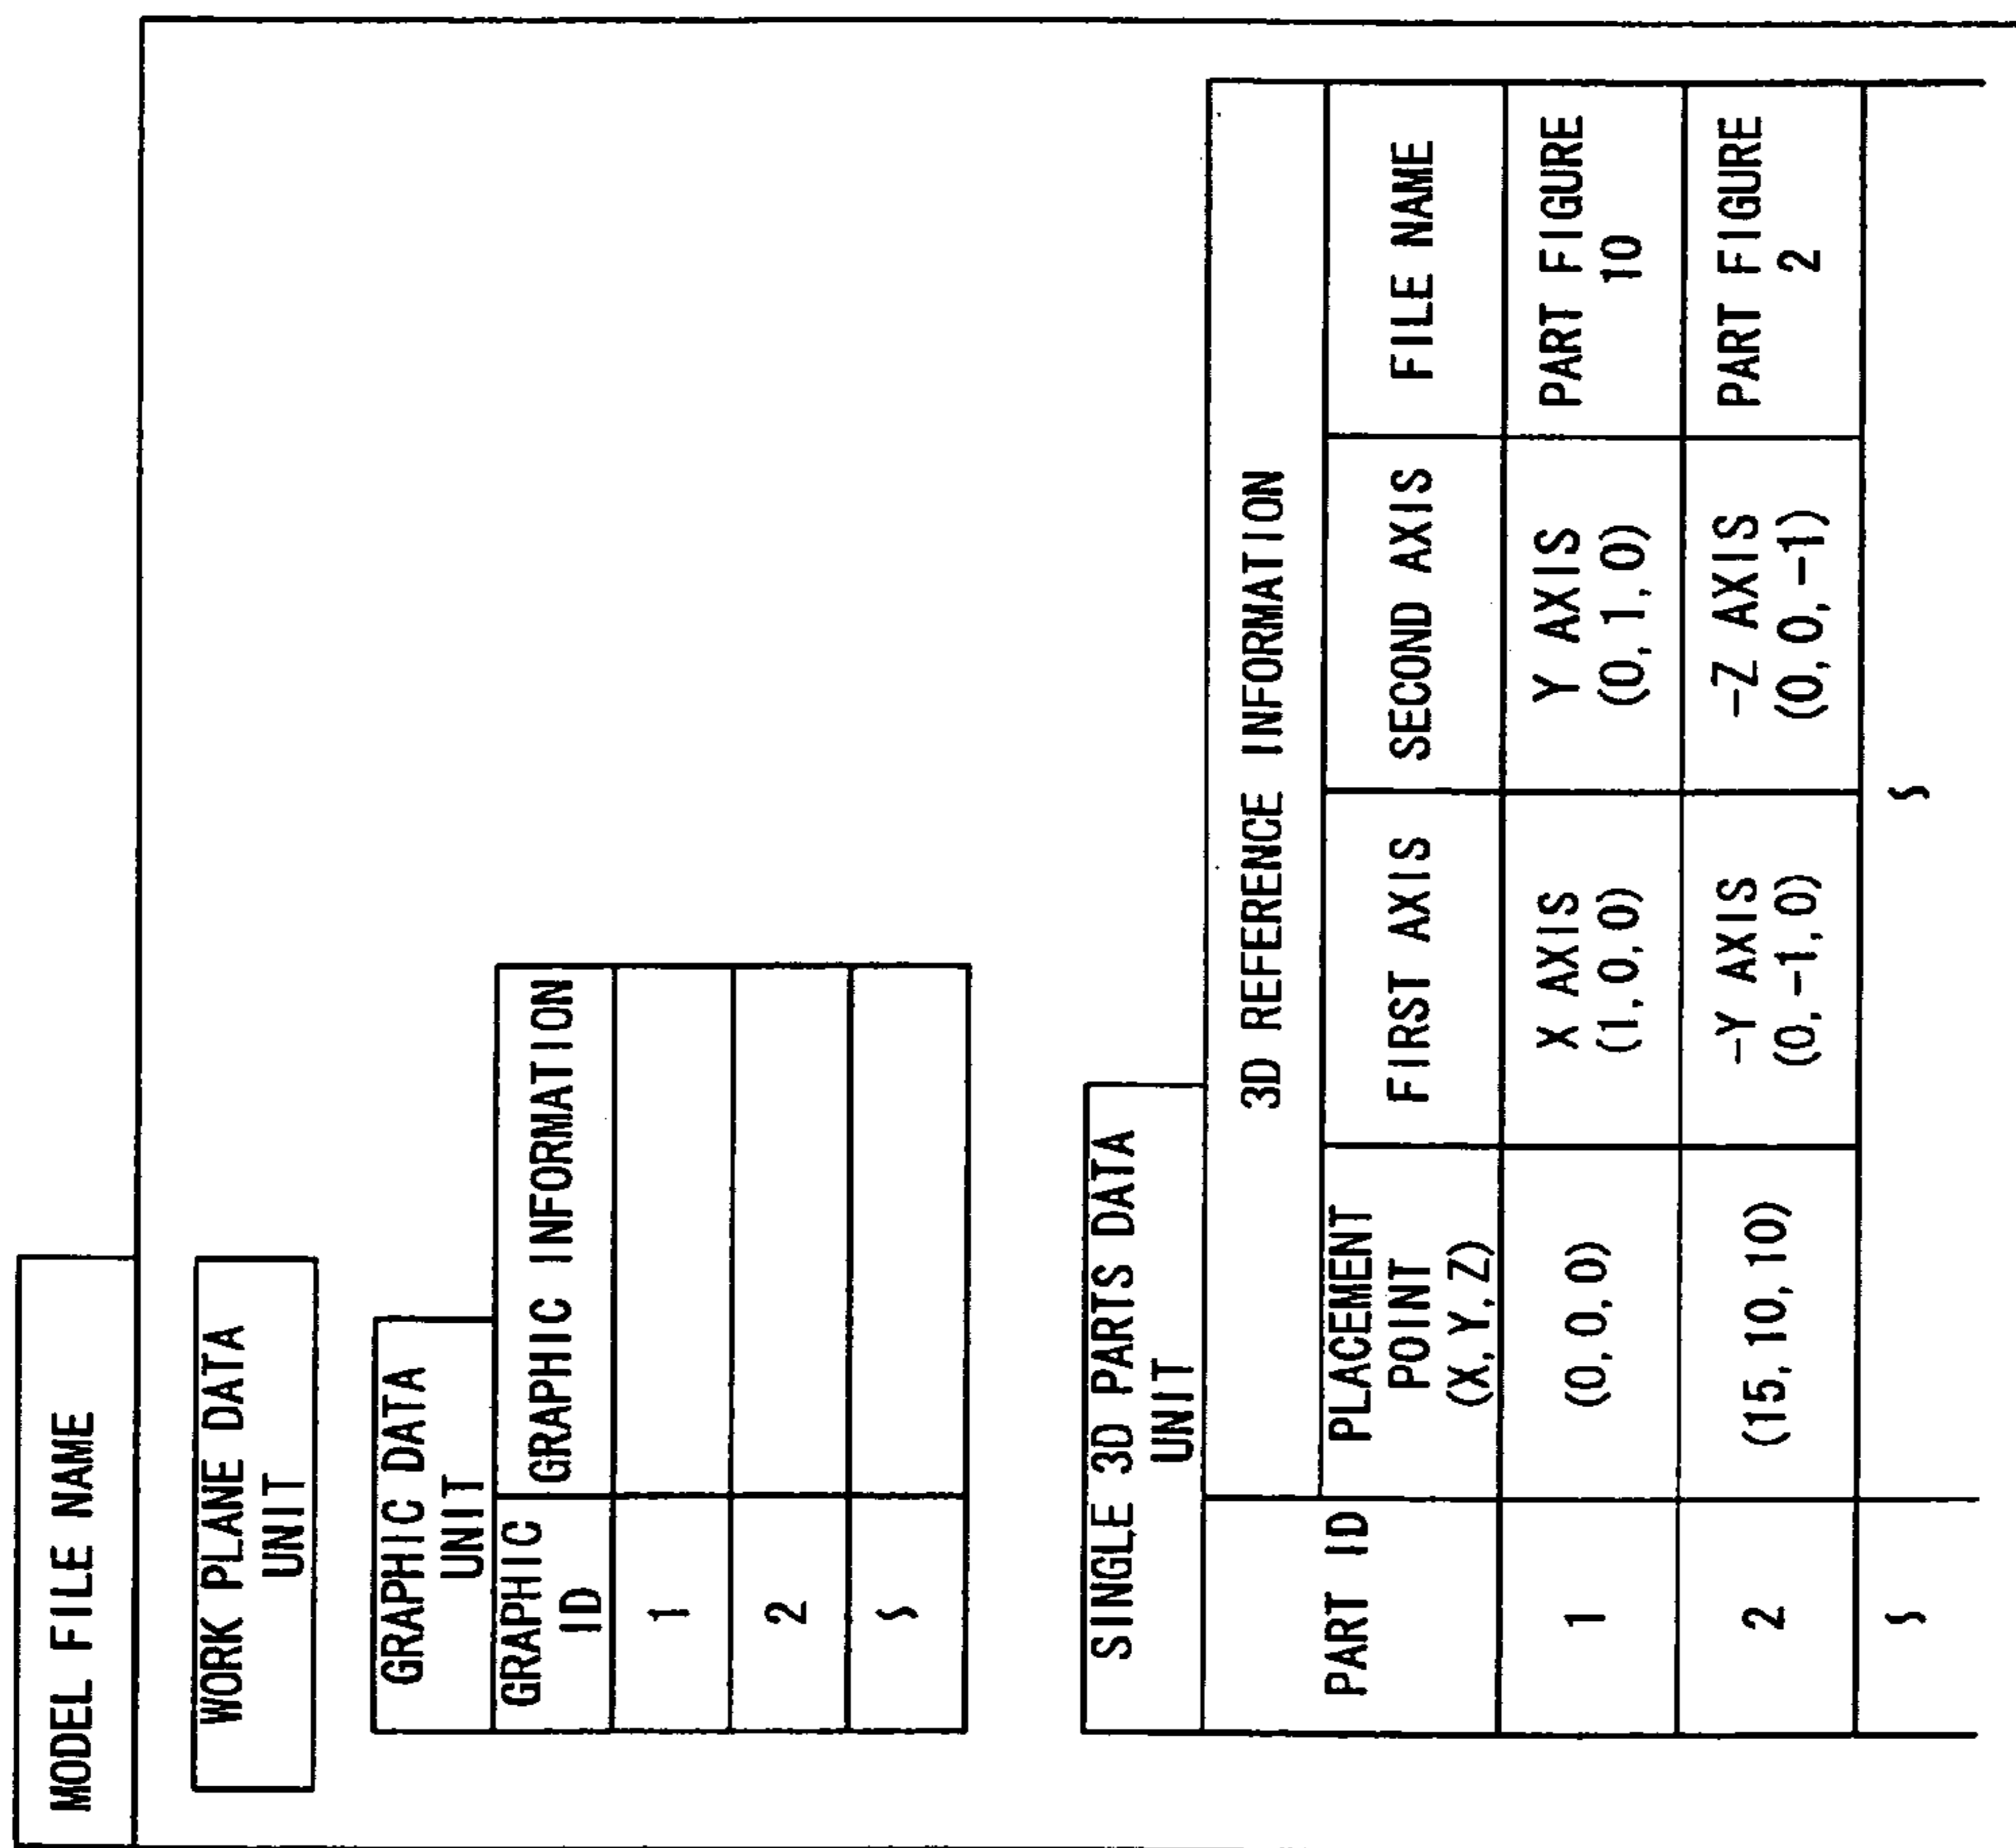 MODEL FILE NAME
WORK PLANE DATA
UNIT
GRAPHIC DATA
UNIT
GRAPHIC
ID
GRAPHIC INFORMATION
1
2
SINGLE 3D PARTS DATA
UNIT
PART ID
3D REFERENCE INFORMATION
PLACEMENT
POINT
(X,Y,Z)
FIRST AXIS
SECOND AXIS
FILE NAME
1
(0,0,0)
X AXIS
(1,0,0)
Y AXIS
(0,1,0)
PART FIGURE
10
2
(15,10,10)
-Y AXIS
(0,-1,0)
-Z AXIS
(0,0,-1)
PART FIGURE
2